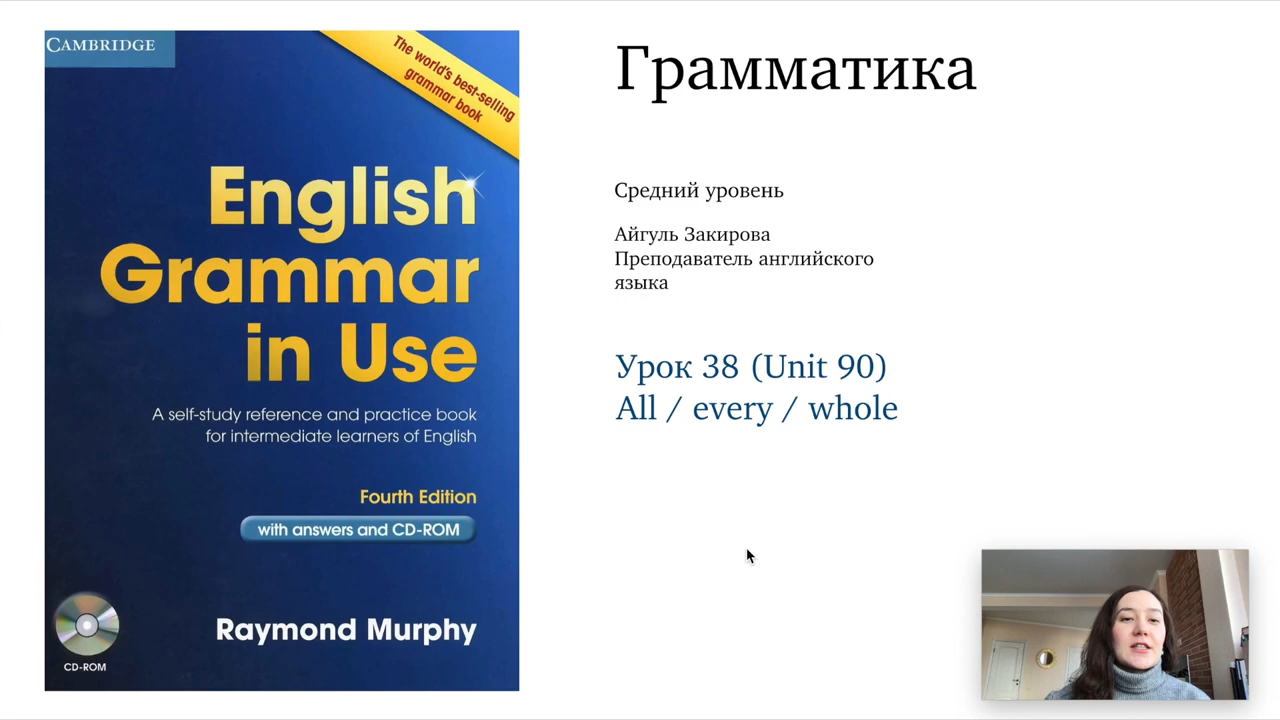 CAMBRIDGE
The world's best-selling
grammar book
English
Grammar
in Use
A self-study reference and practice book
for intermediate learners of English
Fourth Edition
with answers and CD-ROM
CD-ROM
Raymond Murphy
Грамматика
Средний уровень
Айгуль Закирова
Преподаватель английского
языка
Урок 38 (Unit 90)
All / every / whole